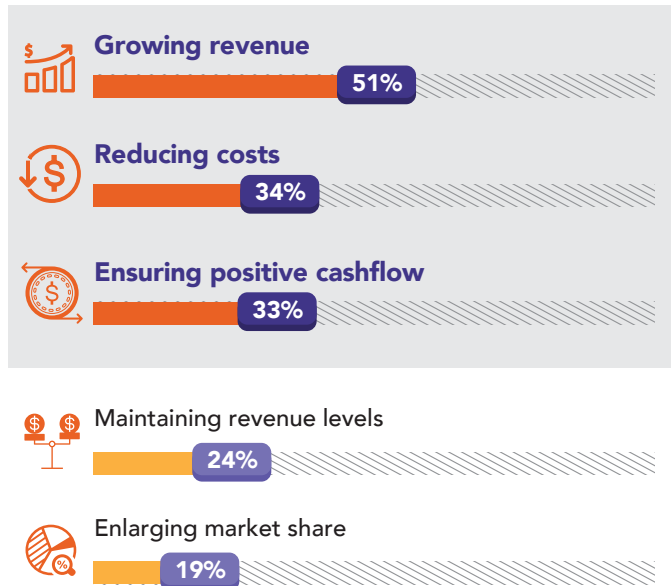 Growing revenue
51%
Reducing costs
34%
Ensuring positive cashflow
33%
Maintaining revenue levels
24%
Enlarging market share
19%